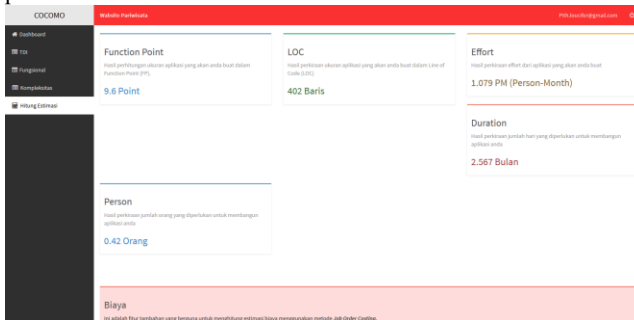 COCOMO
Website Pariwisata
Dashboard
TDI
Fungsional
Kompleksitas
Hitung Estimasi
Function Point
Hasil perhitungan ukuran aplikasi yang akan anda buat dalam
Function Point (FP).
9.6 Point
LOC
Hasil perkiraan ukuran aplikasi yang akan anda buat dalam Line of
Code (LOC)
402 Baris
Effort
Hasil perkiraan effort dari aplikasi yang akan anda buat
1.079 PM (Person-Month)
Duration
Hasil perkiraan jumlah hari yang diperlukan untuk membangun
aplikasi anda
2.567 Bulan
Person
Hasil perkiraan jumlah orang yang diperlukan untuk membangun
aplikasi anda
0.42 Orang
Biaya
Ini adalah fitur tambahan yang berguna untuk menghitung estimasi biaya menggunakan metode Job Order Costing.